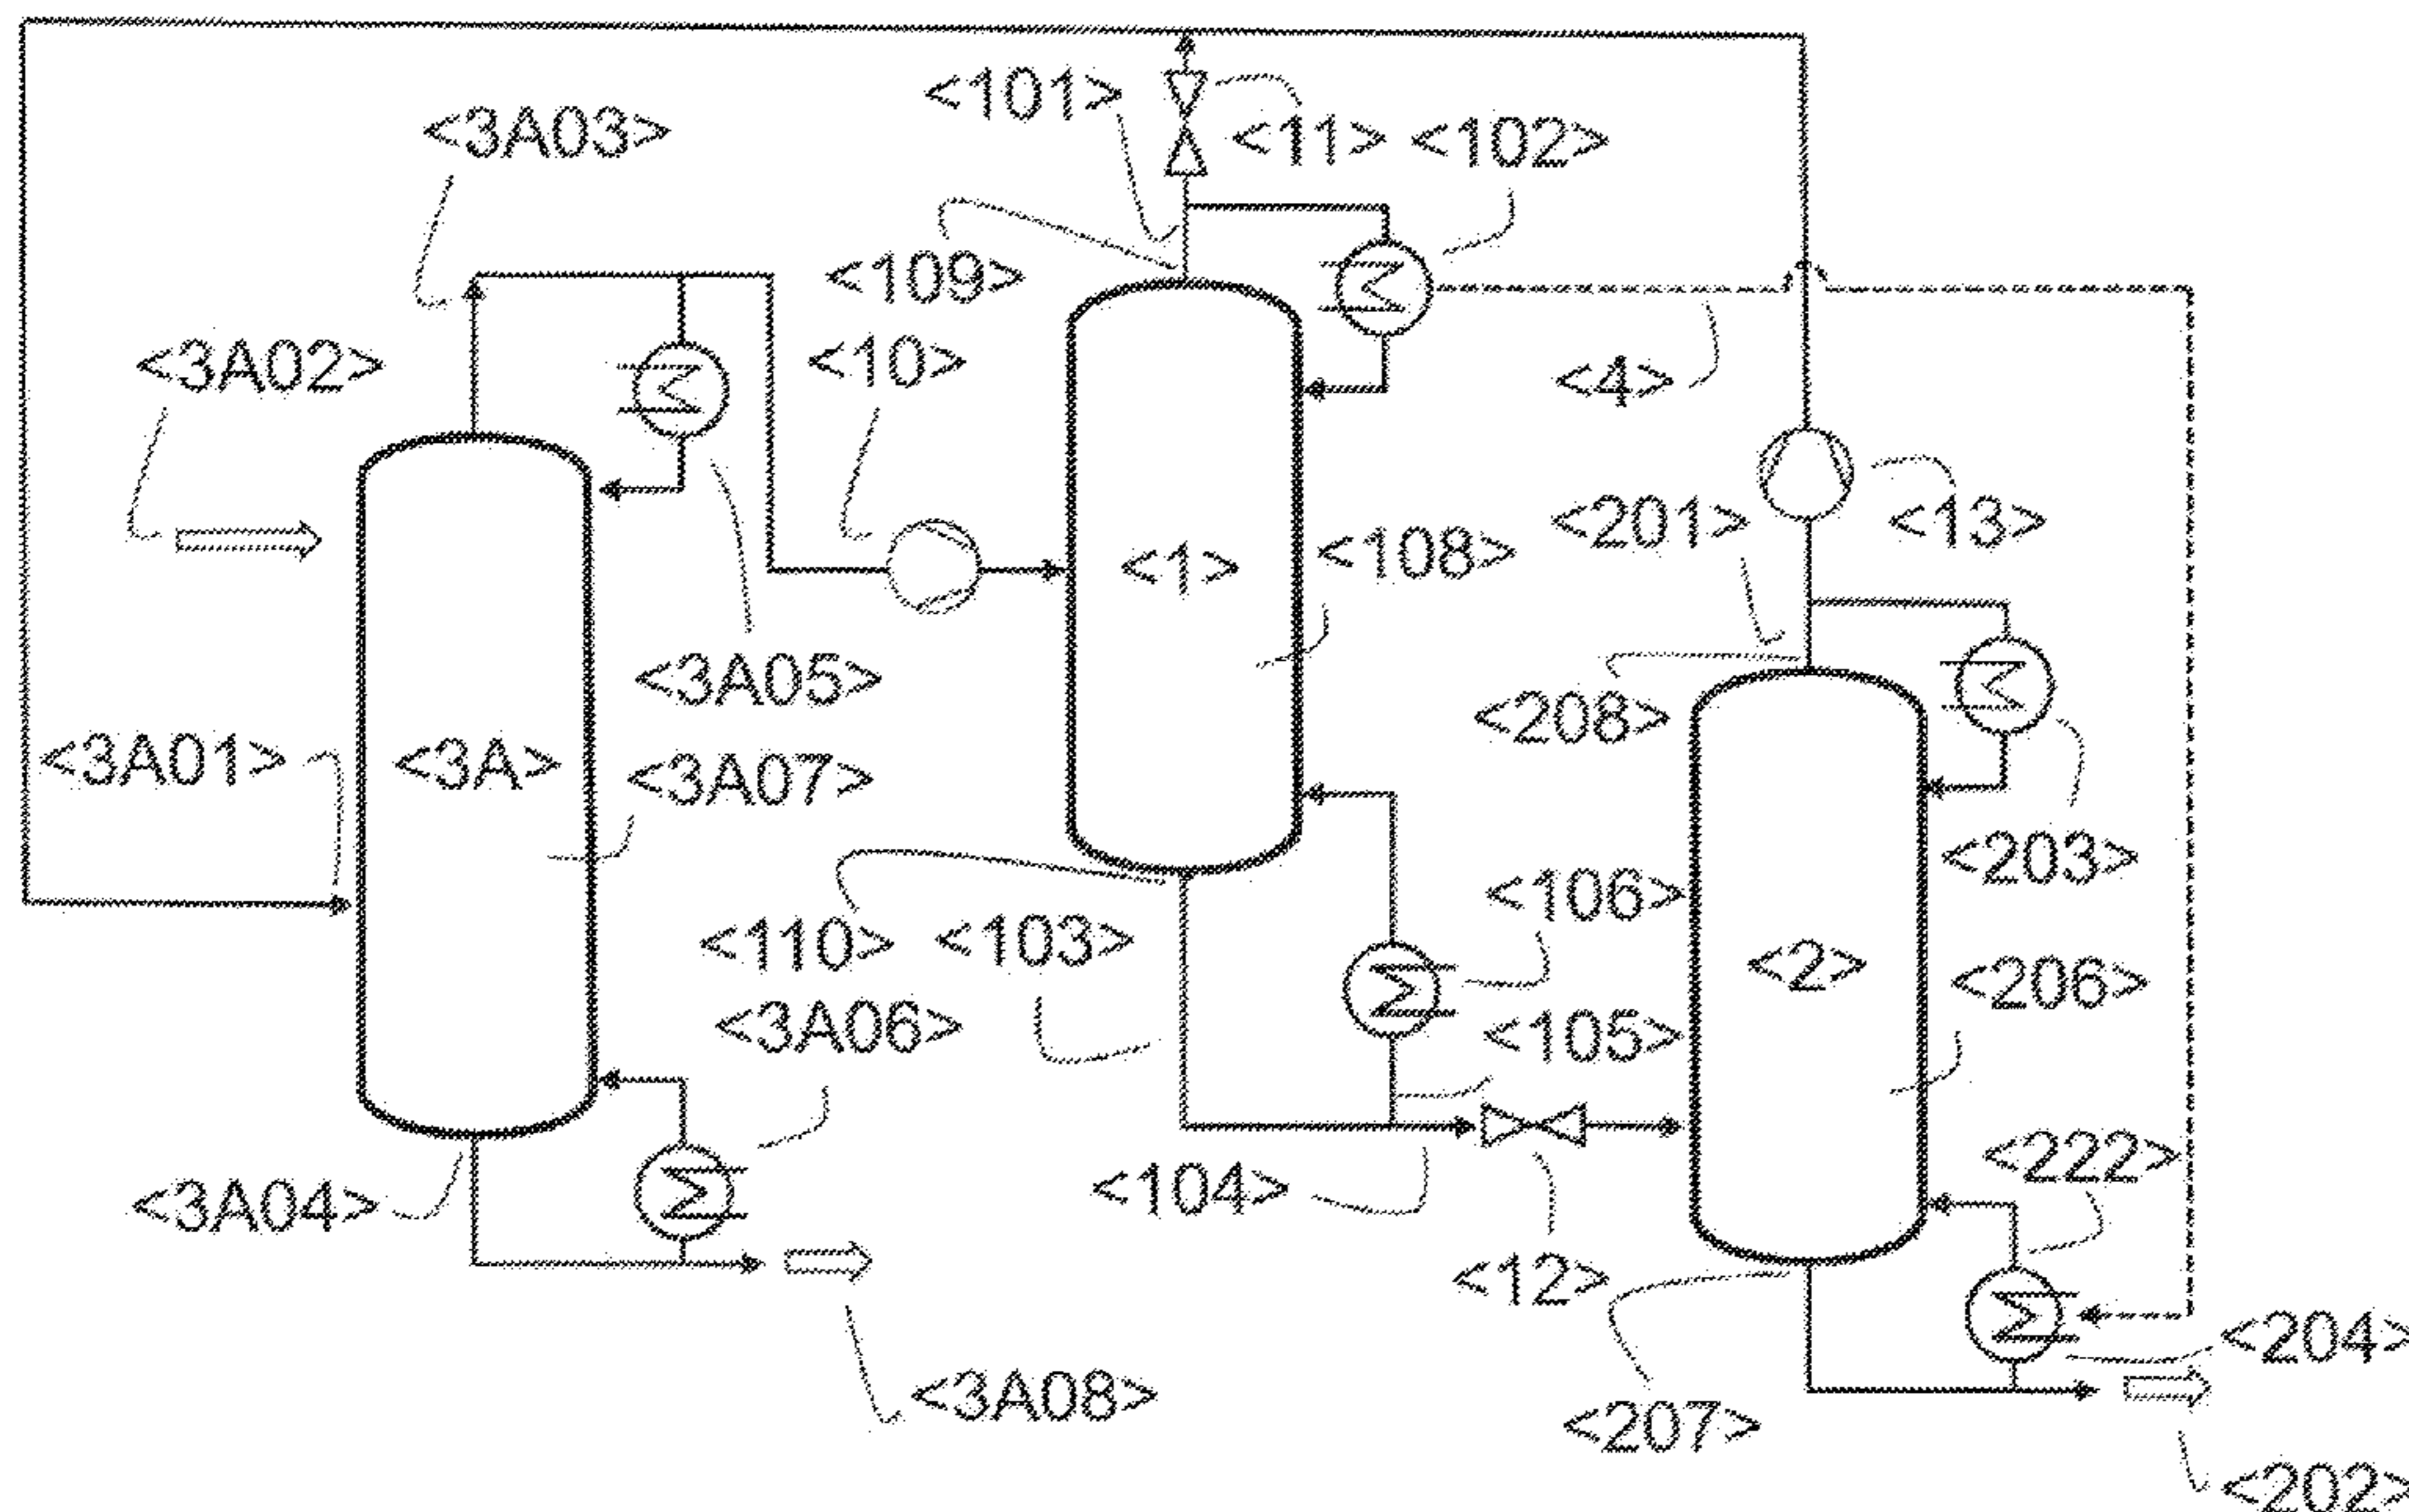 <101>
<3A03>
<11> <102>
<109>
<3A02>
<10>
<4>
<201> <13>
<1> <108>
<3A05>
<208>
<3A01> <3A> <3A07>
<203>
<106>
<110> <103>
<2> <206>
<3A06>
<105>
<222>
<104>
<3A04>
<12>
<204>
<3A08>
<207>
<202>